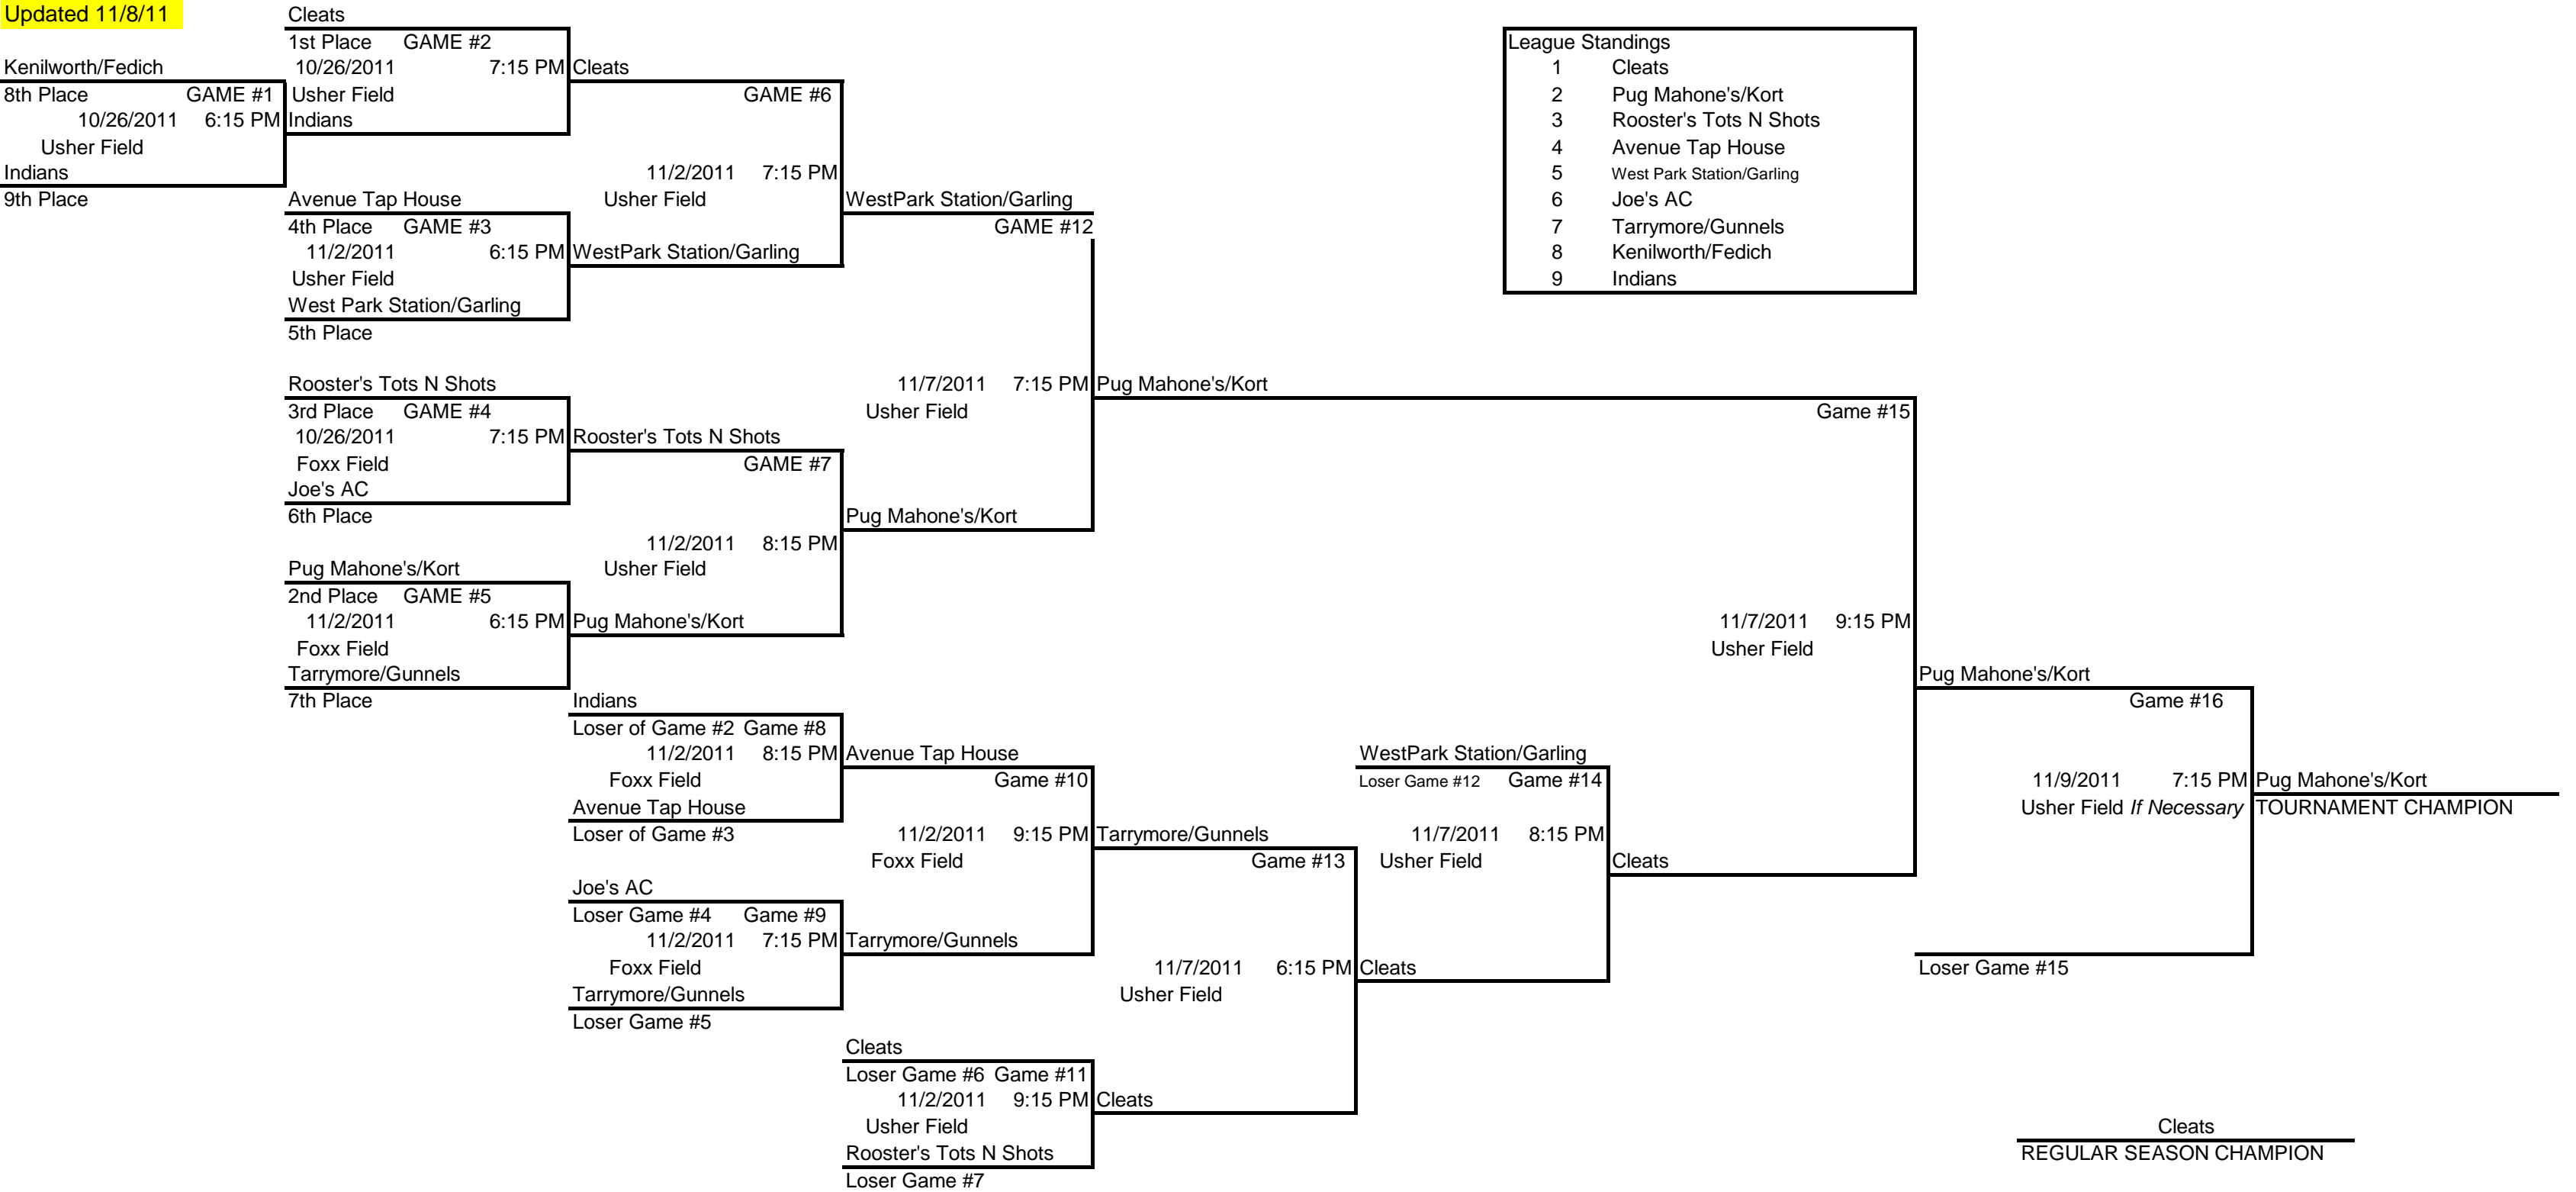 Updated 11/8/11
Cleats
1st Place GAME #2
10/26/2011 7:15 PM
Usher Field
Indians
Kenilworth/Fedich
8th Place GAME #1
10/26/2011 6:15 PM
Usher Field
Indians
9th Place
Avenue Tap House
4th Place GAME #3
11/2/2011 6:15 PM
Usher Field
West Park Station/Garling
5th Place
Rooster's Tots N Shots
3rd Place GAME #4
10/26/2011 7:15 PM
Foxx Field
Joe's AC
6th Place
Pug Mahone's/Kort
2nd Place GAME #5
11/2/2011 6:15 PM
Foxx Field
Tarrymore/Gunnels
7th Place
Cleats
GAME #6
11/2/2011 7:15 PM
Usher Field
WestPark Station/Garling
Rooster's Tots N Shots
GAME #7
11/2/2011 8:15 PM
Usher Field
Pug Mahone's/Kort
Indians
Loser of Game #2 Game #8
11/2/2011 8:15 PM
Foxx Field
Avenue Tap House
Loser of Game #3
Joe's AC
Loser Game #4 Game #9
11/2/2011 7:15 PM
Foxx Field
Tarrymore/Gunnels
Loser Game #5
WestPark Station/Garling
GAME #12
11/7/2011 7:15 PM
Usher Field
Pug Mahone's/Kort
Avenue Tap House
Game #10
11/2/2011 9:15 PM
Foxx Field
Tarrymore/Gunnels
Cleats
Loser Game #6 Game #11
11/2/2011 9:15 PM
Usher Field
Rooster's Tots N Shots
Loser Game #7
Tarrymore/Gunnels
Game #13
11/7/2011 6:15 PM
Usher Field
Cleats
WestPark Station/Garling
Loser Game #12 Game #14
11/7/2011 8:15 PM
Usher Field
Cleats
Pug Mahone's/Kort
Game #15
11/7/2011 9:15 PM
Usher Field
Cleats
Pug Mahone's/Kort
Game #16
11/9/2011 7:15 PM
Usher Field If Necessary
Loser Game #15
Pug Mahone's/Kort
TOURNAMENT CHAMPION
League Standings
1 Cleats
2 Pug Mahone's/Kort
3 Rooster's Tots N Shots
4 Avenue Tap House
5 West Park Station/Garling
6 Joe's AC
7 Tarrymore/Gunnels
8 Kenilworth/Fedich
9 Indians
Cleats
REGULAR SEASON CHAMPION